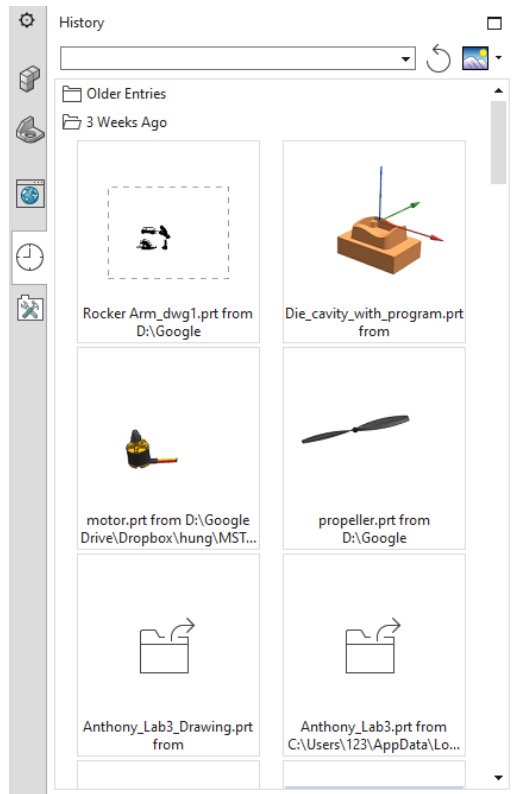 History
Older Entries
3 Weeks Ago
Rocker Arm_dwg1.prt from
D:\Google
Die_cavity_with_program.prt
from
motor.prt from D:\Google
Drive\Dropbox\hung\MST...
propeller.prt from
D:\Google
Anthony_Lab3_Drawing.prt
from
Anthony_Lab3.prt from
C:\Users\123\AppData\Lo...